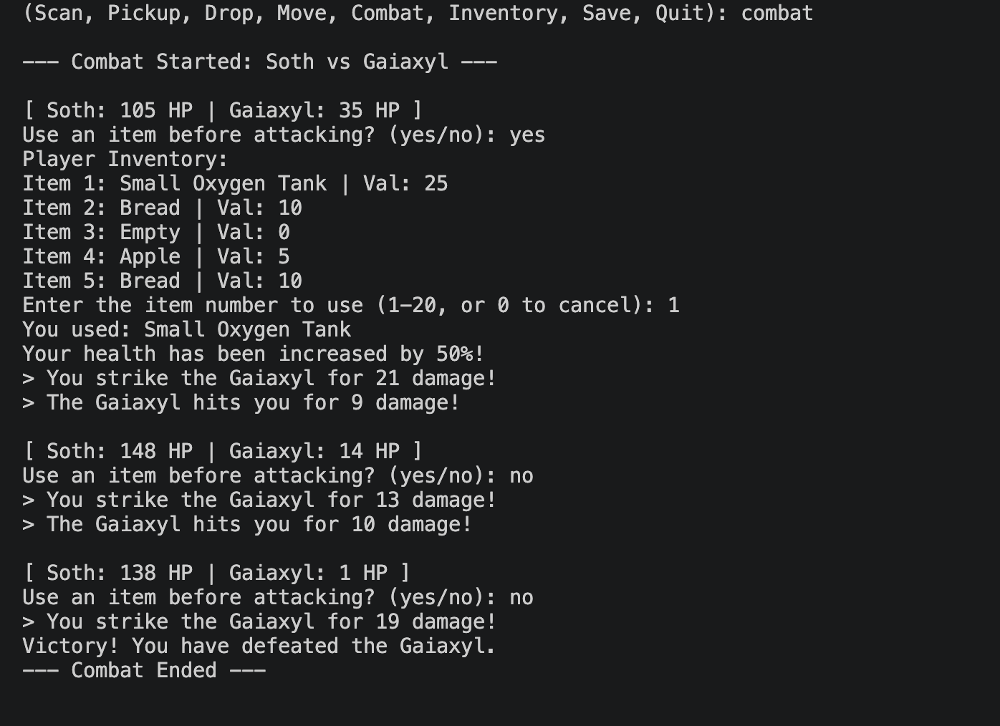 (Scan, Pickup, Drop, Move, Combat, Inventory, Save, Quit): combat
--- Combat Started: Soth vs Gaiaxyl ---
[ Soth: 105 HP | Gaiaxyl: 35 HP ]
Use an item before attacking? (yes/no): yes
Player Inventory:
Item 1: Small Oxygen Tank | Val: 25
Item 2: Bread | Val: 10
Item 3: Empty | Val: 0
Item 4: Apple | Val: 5
Item 5: Bread | Val: 10
Enter the item number to use (1-20, or 0 to cancel): 1
You used: Small Oxygen Tank
Your health has been increased by 50%!
> You strike the Gaiaxyl for 21 damage!
> The Gaiaxyl hits you for 9 damage!
[ Soth: 148 HP | Gaiaxyl: 14 HP ]
Use an item before attacking? (yes/no): no
> You strike the Gaiaxyl for 13 damage!
> The Gaiaxyl hits you for 10 damage!
[ Soth: 138 HP | Gaiaxyl: 1 HP ]
Use an item before attacking? (yes/no): no
> You strike the Gaiaxyl for 19 damage!
Victory! You have defeated the Gaiaxyl.
--- Combat Ended ---